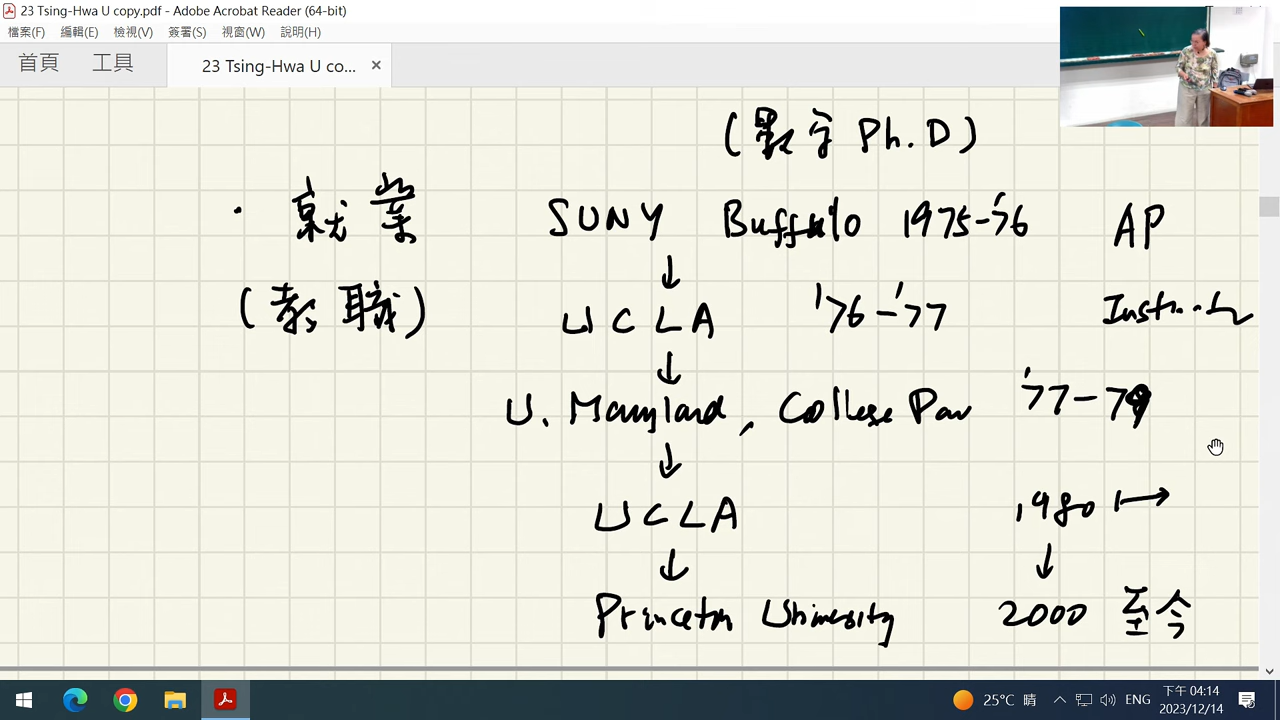 23 Tsing-Hwa U copy.pdf - Adobe Acrobat Reader (64-bit)
檔案(F) 編輯(E) 檢視(V) 簽署(S) 視窗(W) 說明(H)
首頁 工具 23 Tsing-Hwa U co... ×
(數學 Ph.D)
· 就業 SUNY Buffalo 1975-'76 AP
↓
(教職) UCLA '76-'77 Instructor
↓
U. Maryland, College Par '77-79
↓
UCLA 1980 ↦
↓ ↓
Princeton University 2000 至今
25°C 晴 ENG 下午 04:14
2023/12/14